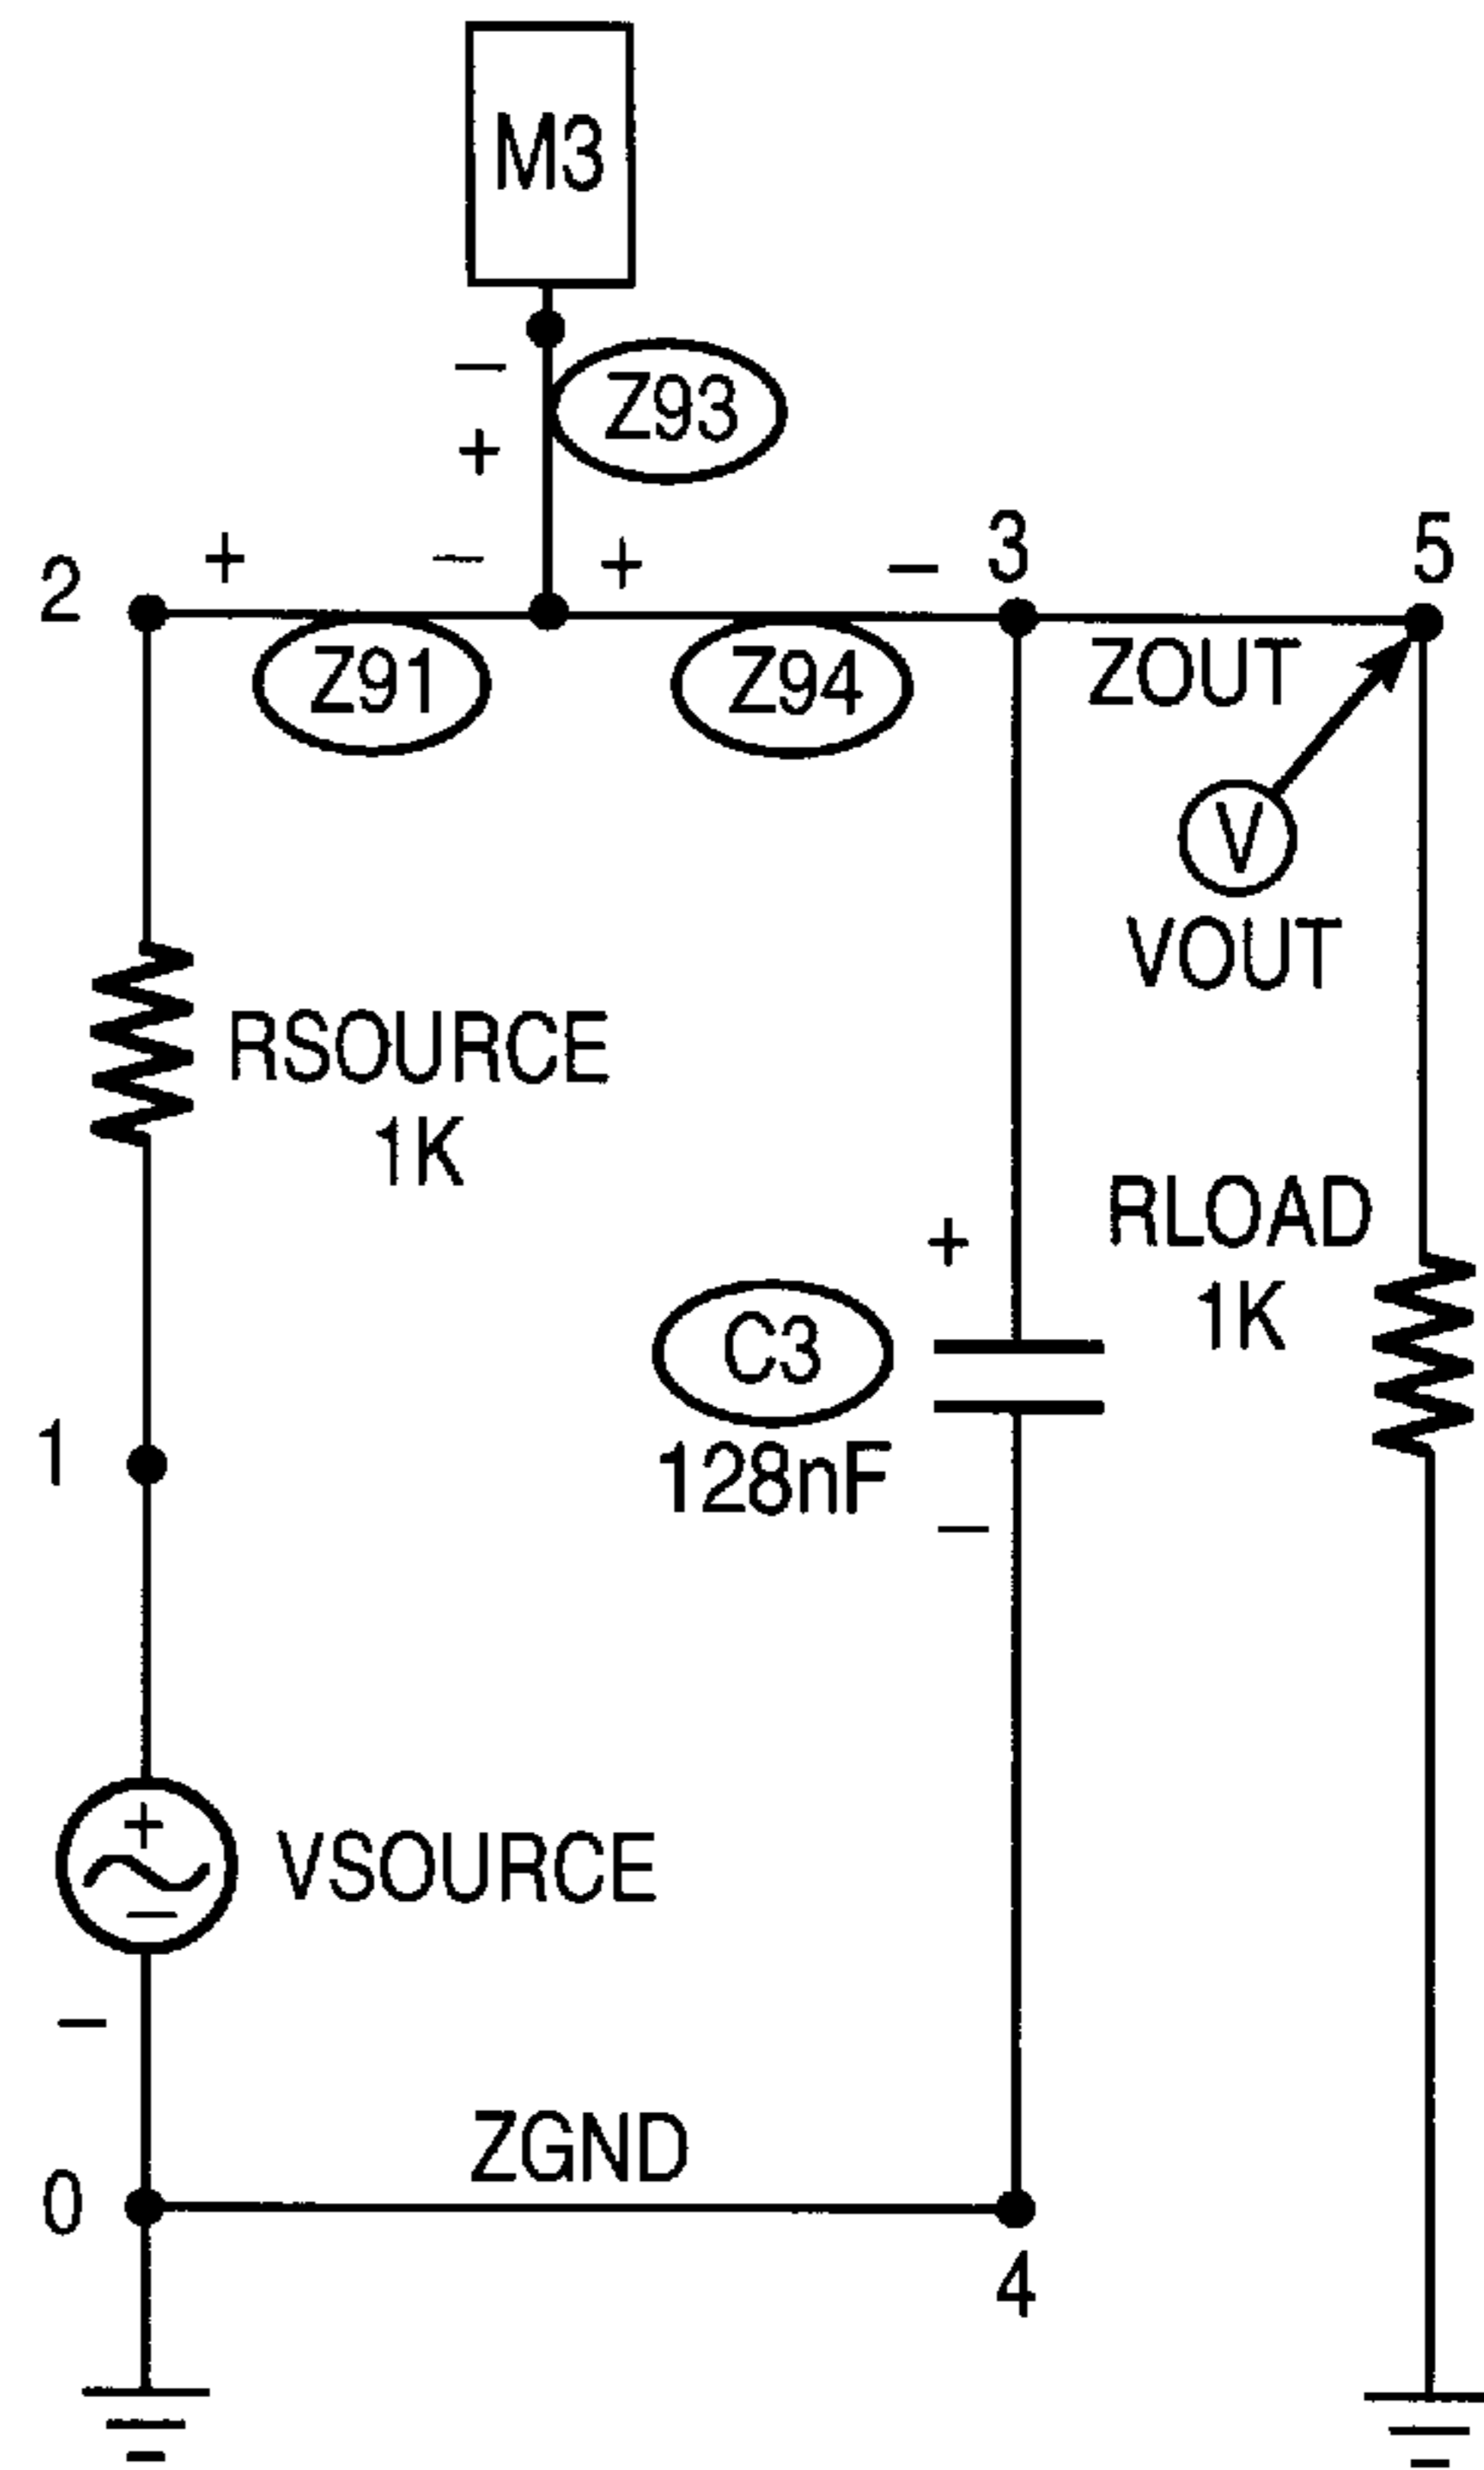 M3
−
Z93
+
2
+
−
+
−
3
5
Z91
Z94
ZOUT
V
VOUT
RSOURCE
1K
RLOAD
1K
+
C3
128nF
−
1
+
VSOURCE
−
−
ZGND
0
4